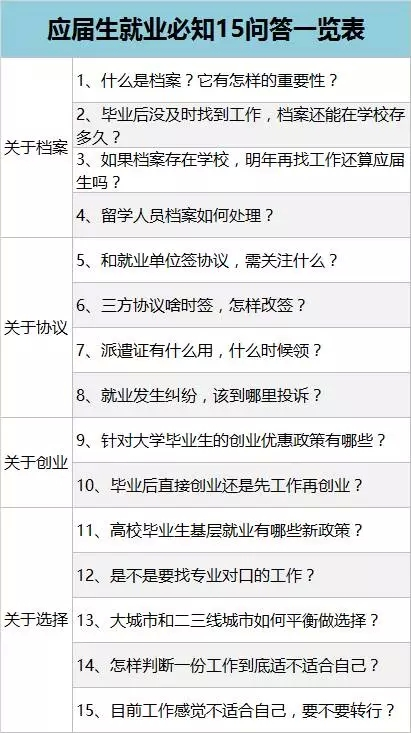 应届生就业必知15问答一览表
关于档案
1、什么是档案？它有怎样的重要性？
2、毕业后没及时找到工作，档案还能在学校存
多久？
3、如果档案存在学校，明年再找工作还算应届
生吗？
4、留学人员档案如何处理？
关于协议
5、和就业单位签协议，需关注什么？
6、三方协议啥时签，怎样改签？
7、派遣证有什么用，什么时候领？
8、就业发生纠纷，该到哪里投诉？
关于创业
9、针对大学毕业生的创业优惠政策有哪些？
10、毕业后直接创业还是先工作再创业？
关于选择
11、高校毕业生基层就业有哪些新政策？
12、是不是要找专业对口的工作？
13、大城市和二三线城市如何平衡做选择？
14、怎样判断一份工作到底适不适合自己？
15、目前工作感觉不适合自己，要不要转行？